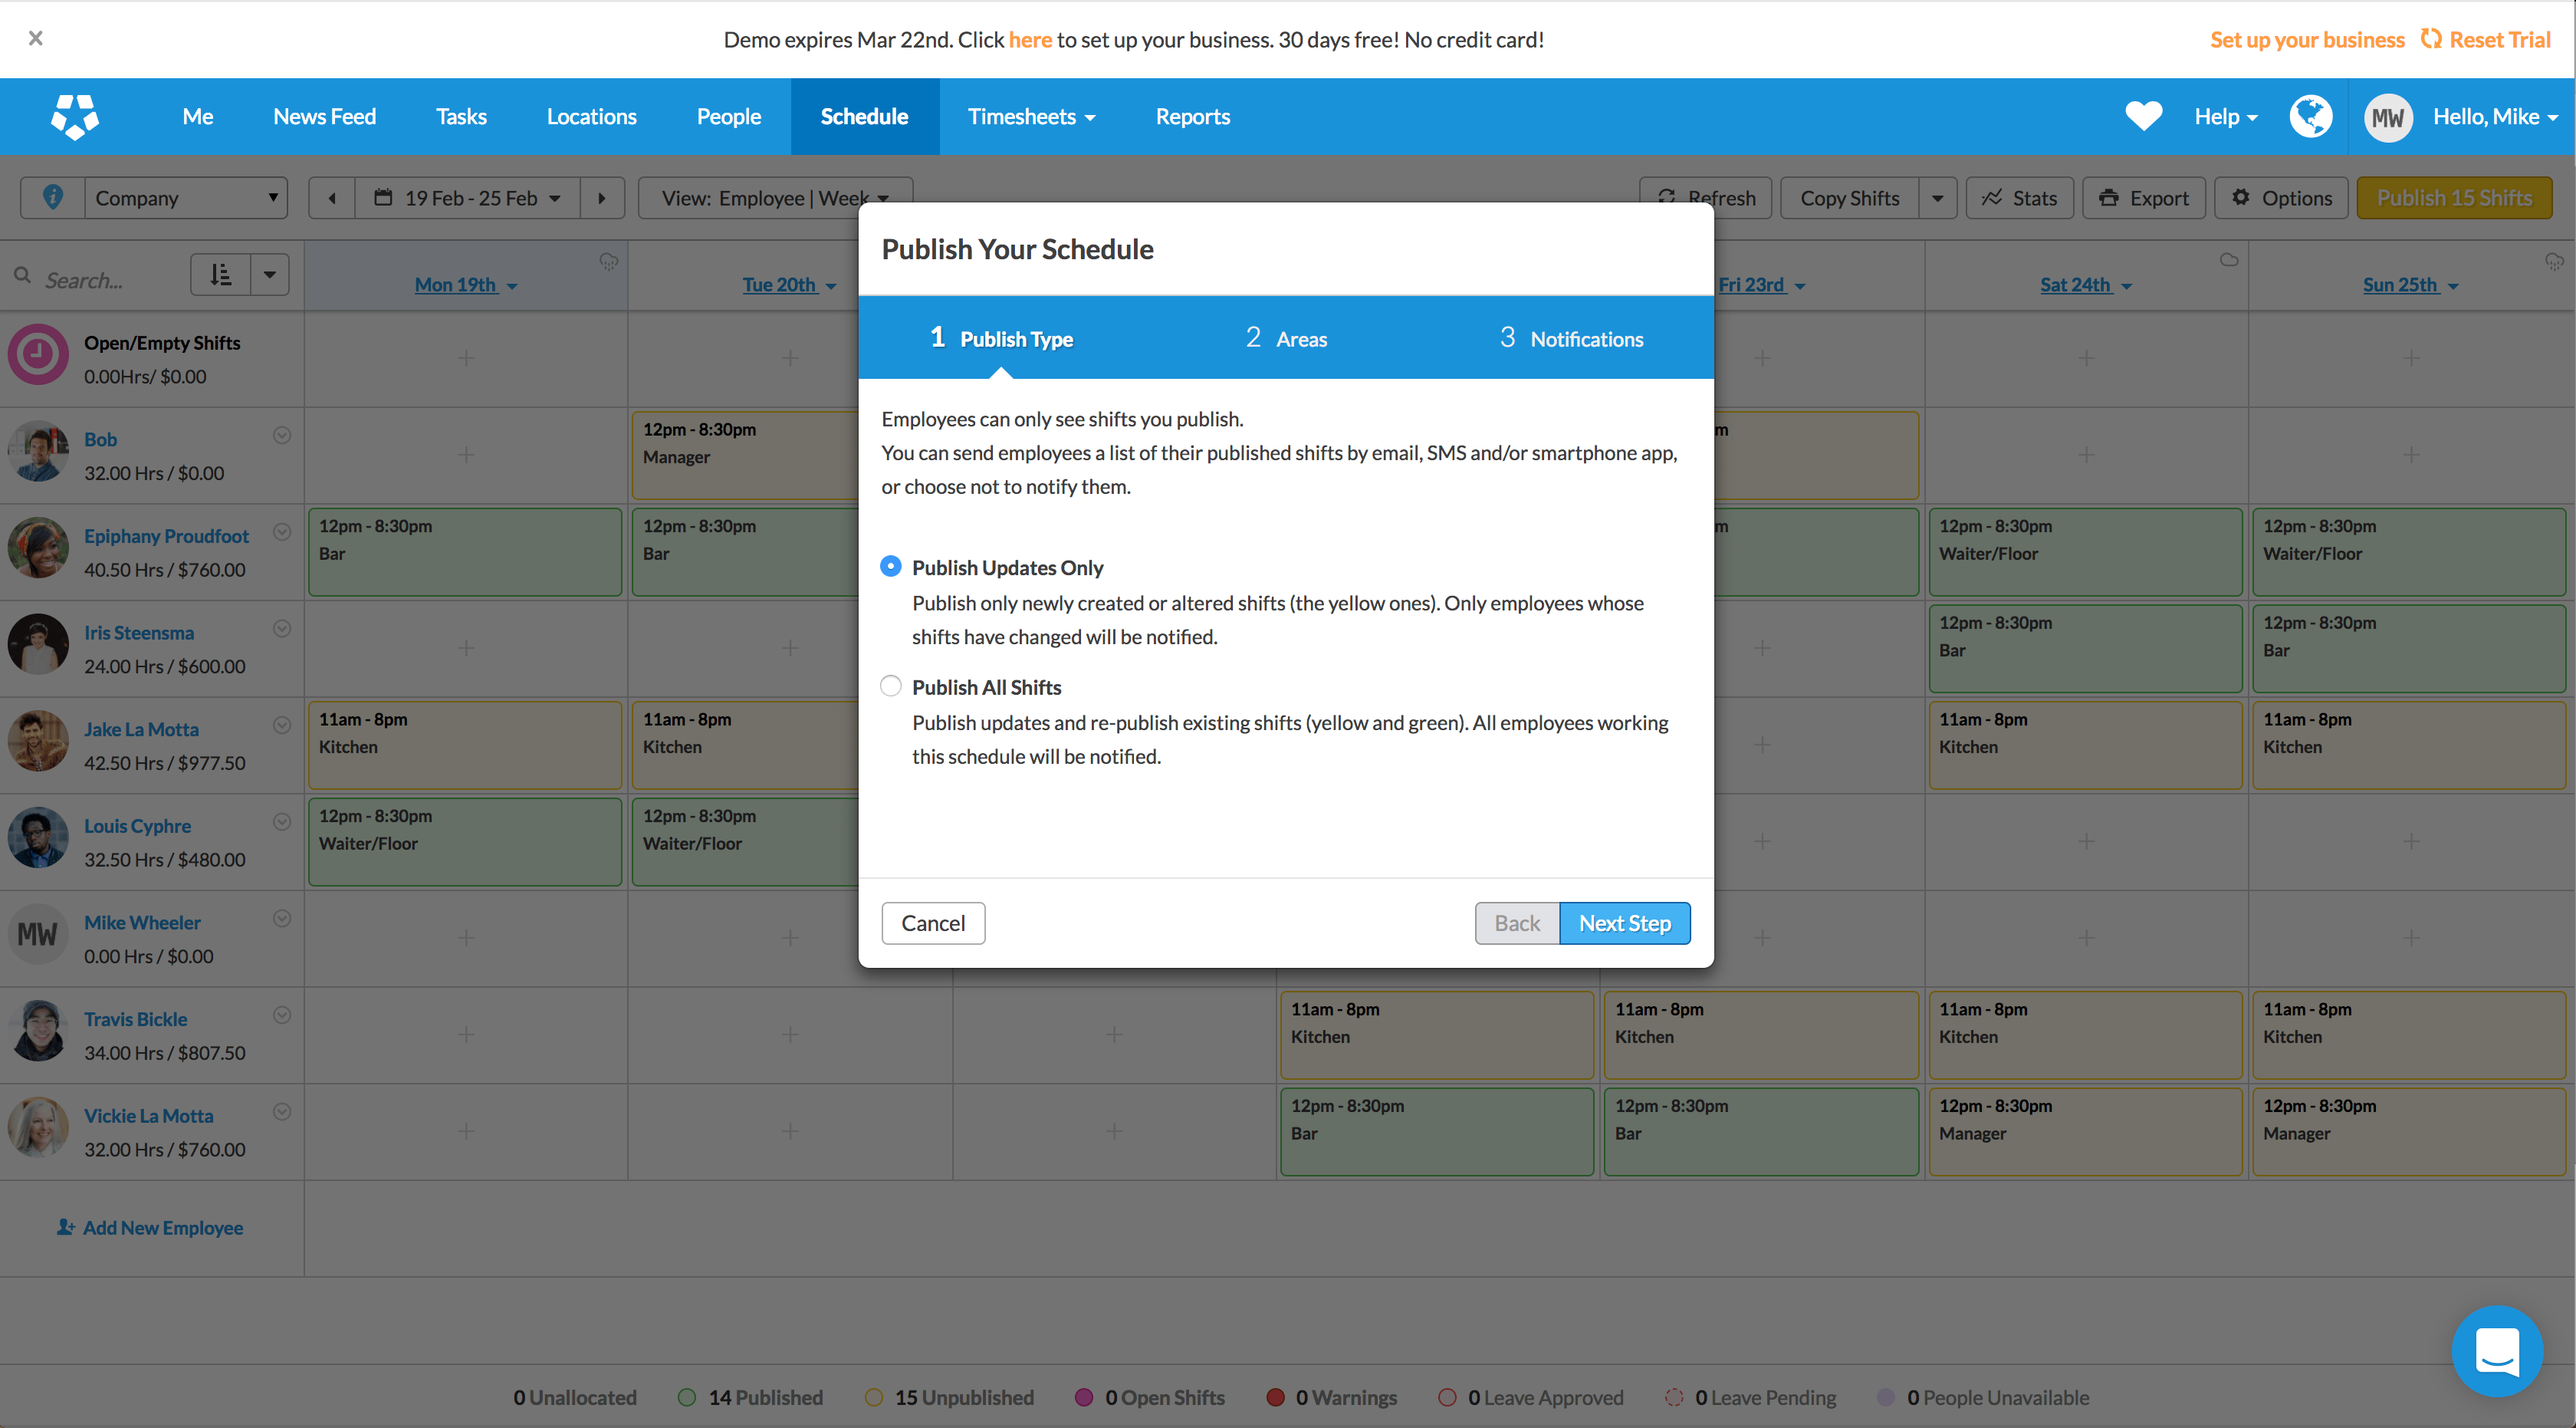 Demo expires Mar 22nd. Click here to set up your business. 30 days free! No credit card!
Set up your business Reset Trial
Me News Feed Tasks Locations People Schedule Timesheets Reports
Help MW Hello, Mike
Company 19 Feb - 25 Feb View: Employee | Week Refresh Copy Shifts Stats Export Options Publish 15 Shifts
Search... Mon 19th Tue 20th Fri 23rd Sat 24th Sun 25th
Publish Your Schedule
1 Publish Type 2 Areas 3 Notifications
Employees can only see shifts you publish.
You can send employees a list of their published shifts by email, SMS and/or smartphone app,
or choose not to notify them.
Publish Updates Only
Publish only newly created or altered shifts (the yellow ones). Only employees whose
shifts have changed will be notified.
Publish All Shifts
Publish updates and re-publish existing shifts (yellow and green). All employees working
this schedule will be notified.
Cancel Back Next Step
Open/Empty Shifts
0.00Hrs/ $0.00
Bob 12pm - 8:30pm m
32.00 Hrs / $0.00 Manager
Epiphany Proudfoot 12pm - 8:30pm 12pm - 8:30pm m 12pm - 8:30pm 12pm - 8:30pm
40.50 Hrs / $760.00 Bar Bar Waiter/Floor Waiter/Floor
Iris Steensma 12pm - 8:30pm 12pm - 8:30pm
24.00 Hrs / $600.00 Bar Bar
Jake La Motta 11am - 8pm 11am - 8pm 11am - 8pm 11am - 8pm
42.50 Hrs / $977.50 Kitchen Kitchen Kitchen Kitchen
Louis Cyphre 12pm - 8:30pm 12pm - 8:30pm
32.50 Hrs / $480.00 Waiter/Floor Waiter/Floor
MW Mike Wheeler
0.00 Hrs / $0.00
Travis Bickle 11am - 8pm 11am - 8pm 11am - 8pm 11am - 8pm
34.00 Hrs / $807.50 Kitchen Kitchen Kitchen Kitchen
Vickie La Motta 12pm - 8:30pm 12pm - 8:30pm 12pm - 8:30pm 12pm - 8:30pm
32.00 Hrs / $760.00 Bar Bar Manager Manager
Add New Employee
0 Unallocated 14 Published 15 Unpublished 0 Open Shifts 0 Warnings 0 Leave Approved 0 Leave Pending 0 People Unavailable